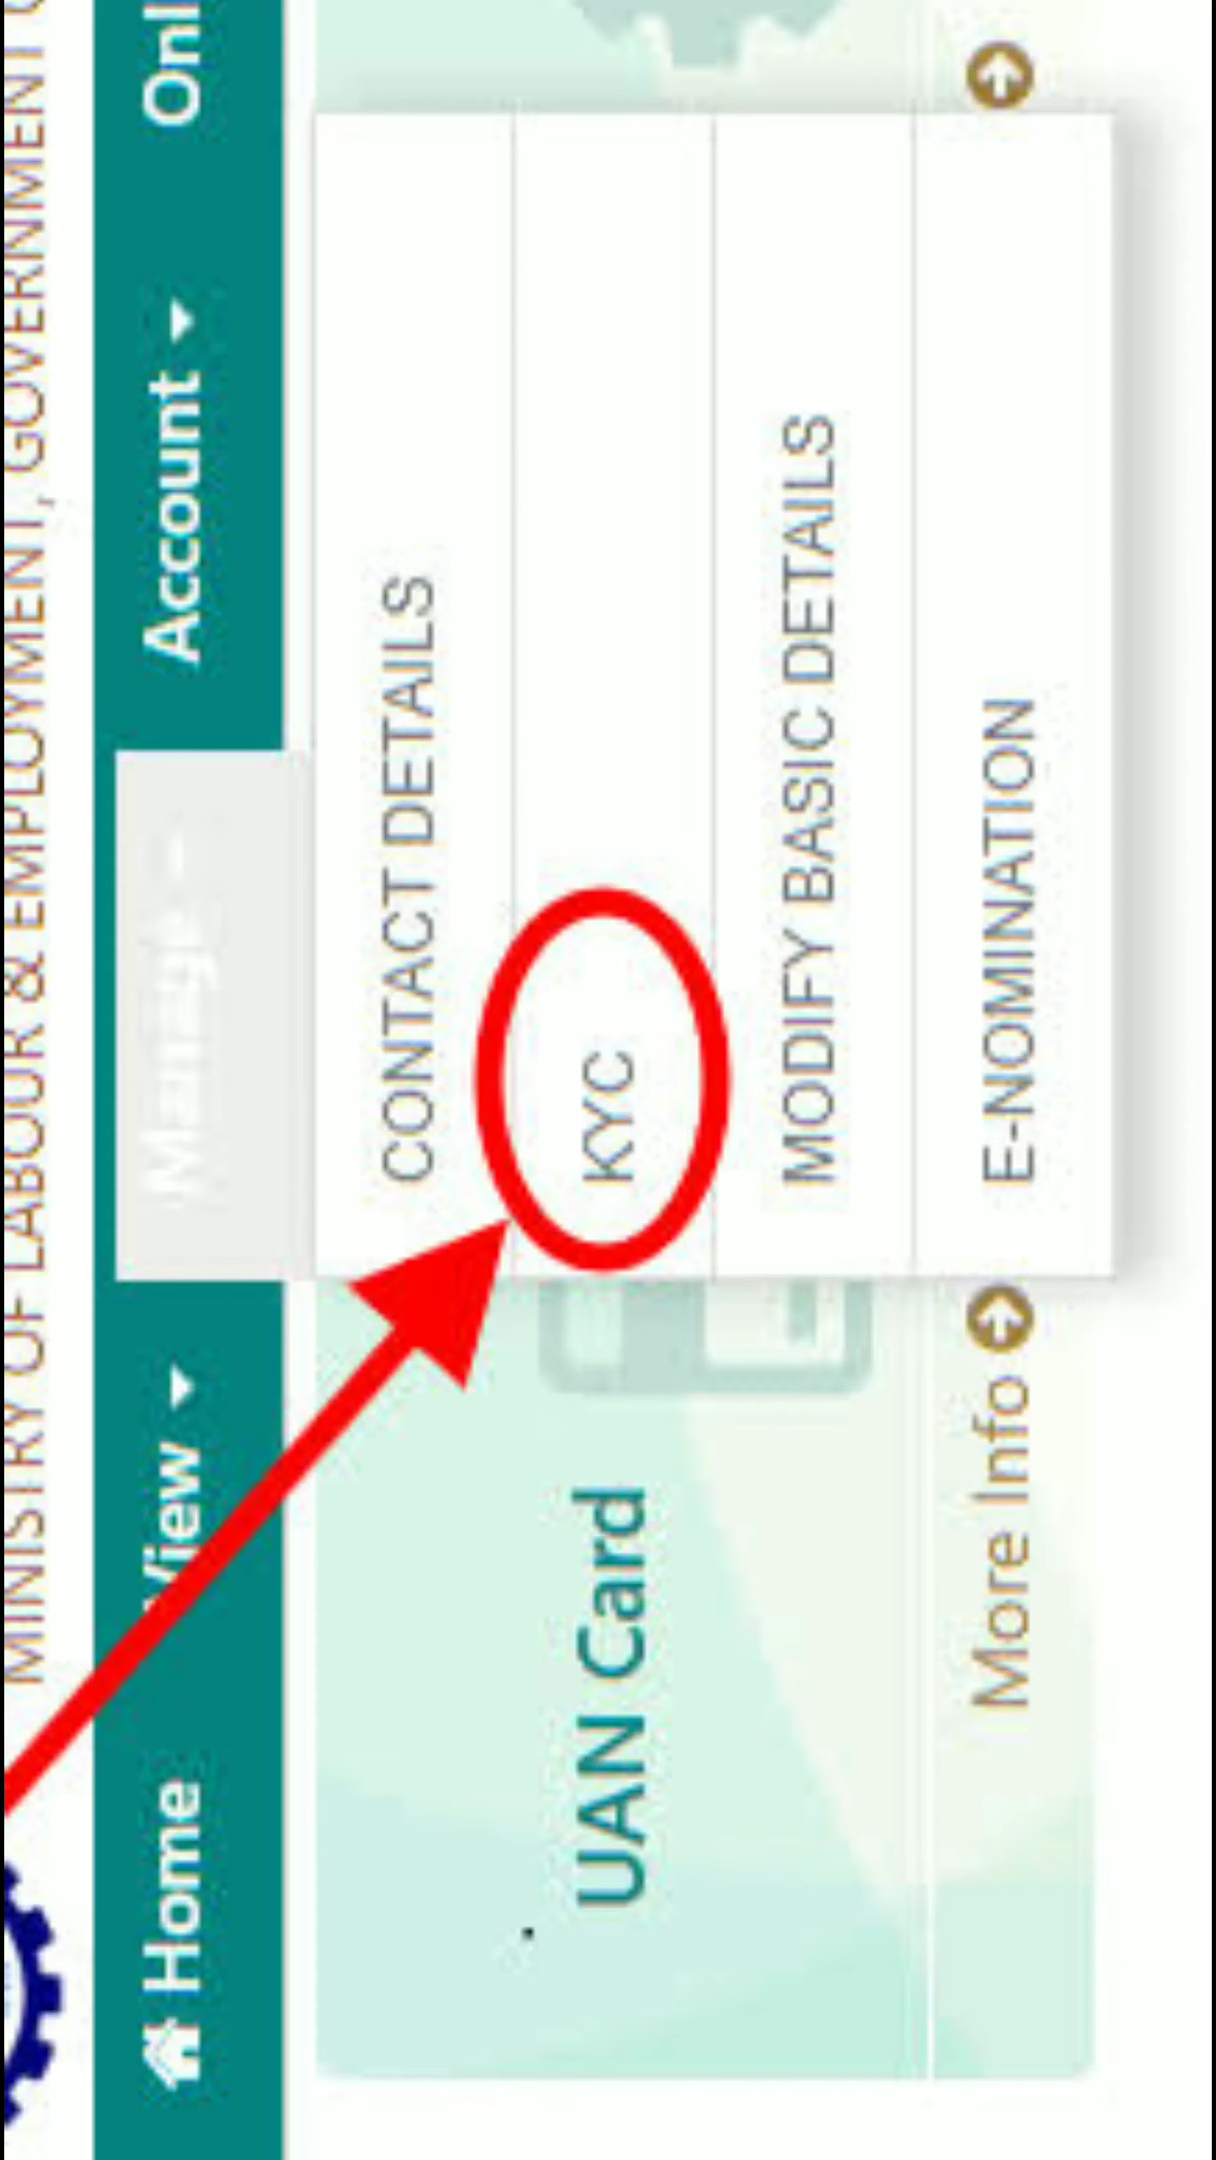 MINISTRY OF LABOUR & EMPLOYMENT, GOVERNMENT
Home View Manage Account Onl
CONTACT DETAILS
KYC
MODIFY BASIC DETAILS
E-NOMINATION
UAN Card
More Info